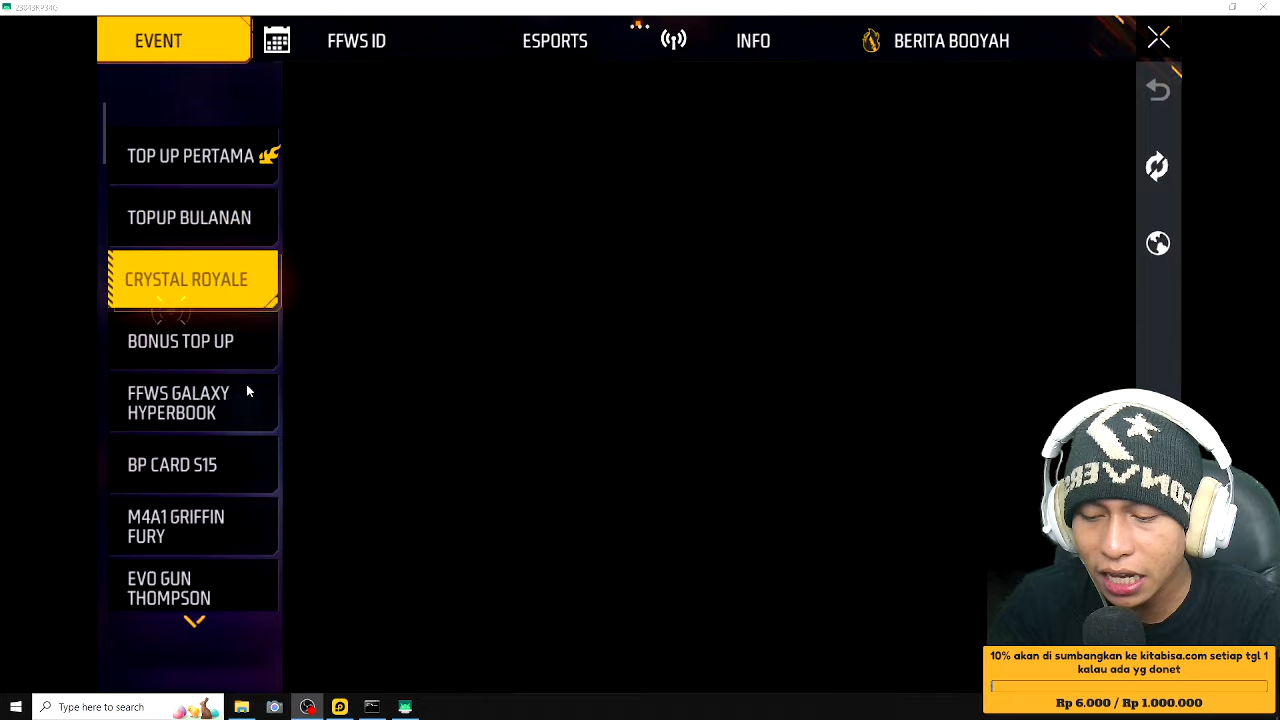 23043RP34G
EVENT
FFWS ID
ESPORTS
INFO
BERITA BOOYAH
TOP UP PERTAMA
TOPUP BULANAN
CRYSTAL ROYALE
BONUS TOP UP
FFWS GALAXY
HYPERBOOK
BP CARD S15
M4A1 GRIFFIN
FURY
EVO GUN
THOMPSON
10% akan di sumbangkan ke kitabisa.com setiap tgl 1
kalau ada yg donet
Rp 6.000 / Rp 1.000.000
Type here to search